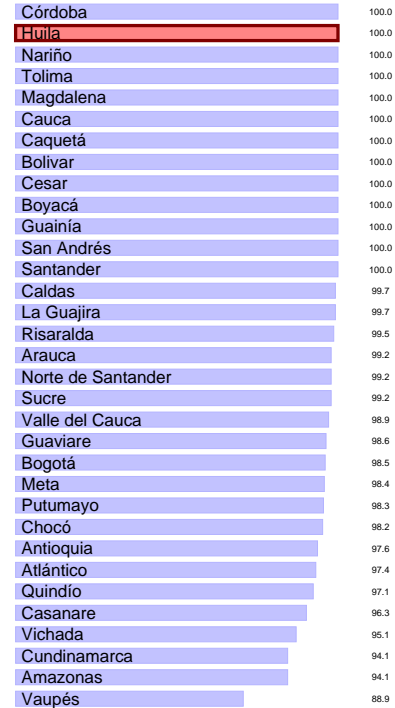 Córdoba 100.0
Huila 100.0
Nariño 100.0
Tolima 100.0
Magdalena 100.0
Cauca 100.0
Caquetá 100.0
Bolivar 100.0
Cesar 100.0
Boyacá 100.0
Guainía 100.0
San Andrés 100.0
Santander 100.0
Caldas 99.7
La Guajira 99.7
Risaralda 99.5
Arauca 99.2
Norte de Santander 99.2
Sucre 99.2
Valle del Cauca 98.9
Guaviare 98.6
Bogotá 98.5
Meta 98.4
Putumayo 98.3
Chocó 98.2
Antioquia 97.6
Atlántico 97.4
Quindío 97.1
Casanare 96.3
Vichada 95.1
Cundinamarca 94.1
Amazonas 94.1
Vaupés 88.9